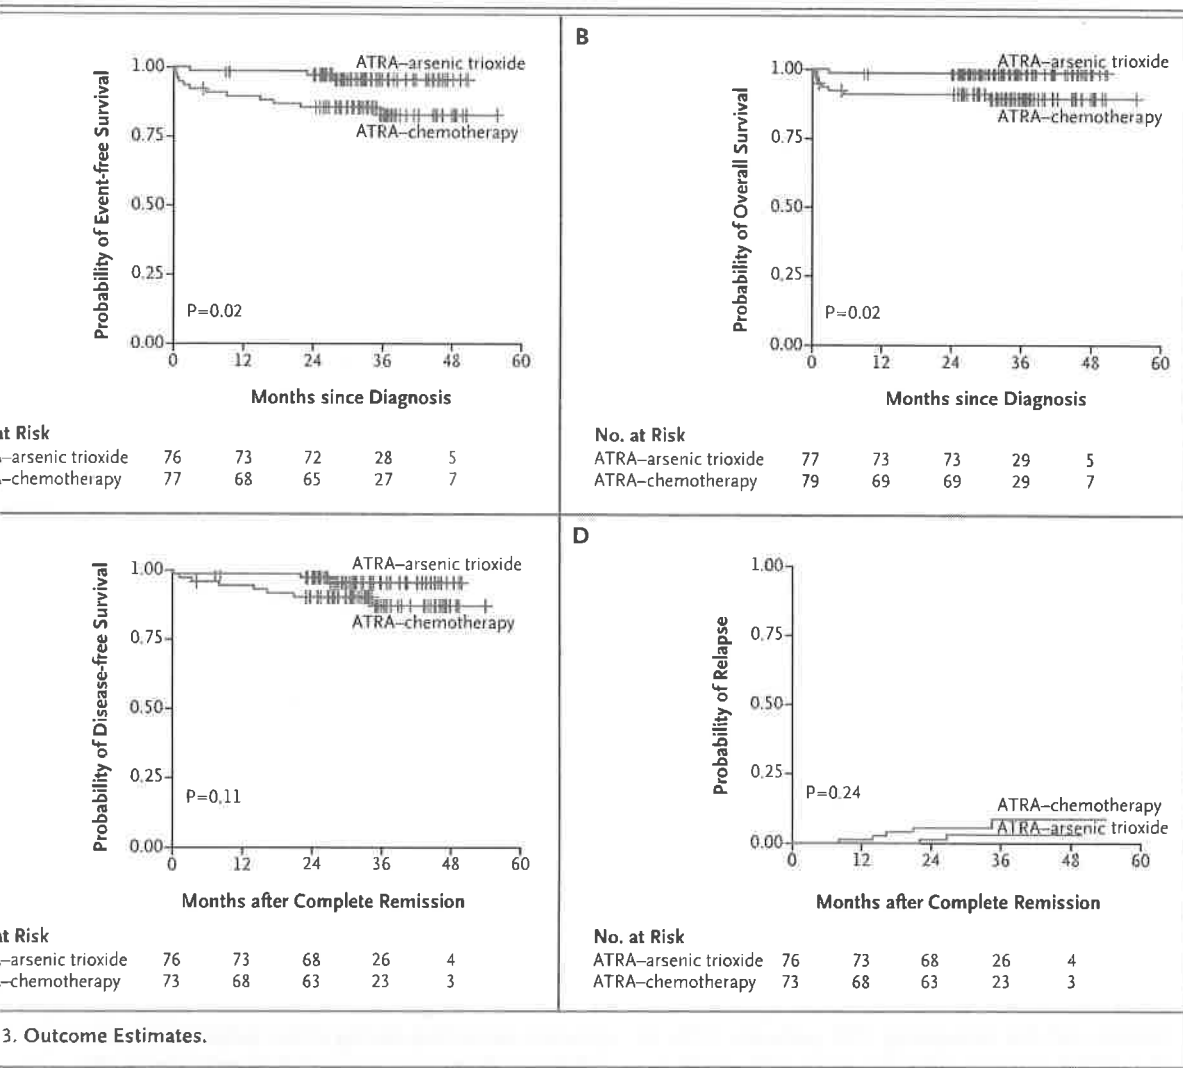 ATRA–arsenic trioxide
1.00
0.75
0.50
0.25
0.00
Probability of Event-free Survival
ATRA–chemotherapy
P=0.02
0 12 24 36 48 60
Months since Diagnosis
at Risk
–arsenic trioxide 76 73 72 28 5
–chemotherapy 77 68 65 27 7
B
ATRA–arsenic trioxide
1.00
0.75
0.50
0.25
0.00
Probability of Overall Survival
ATRA–chemotherapy
P=0.02
0 12 24 36 48 60
Months since Diagnosis
No. at Risk
ATRA–arsenic trioxide 77 73 73 29 5
ATRA–chemotherapy 79 69 69 29 7
ATRA–arsenic trioxide
1.00
0.75
0.50
0.25
0.00
Probability of Disease-free Survival
ATRA–chemotherapy
P=0.11
0 12 24 36 48 60
Months after Complete Remission
at Risk
–arsenic trioxide 76 73 68 26 4
–chemotherapy 73 68 63 23 3
D
1.00
0.75
0.50
0.25
0.00
Probability of Relapse
P=0.24
ATRA–chemotherapy
ATRA–arsenic trioxide
0 12 24 36 48 60
Months after Complete Remission
No. at Risk
ATRA–arsenic trioxide 76 73 68 26 4
ATRA–chemotherapy 73 68 63 23 3
3. Outcome Estimates.